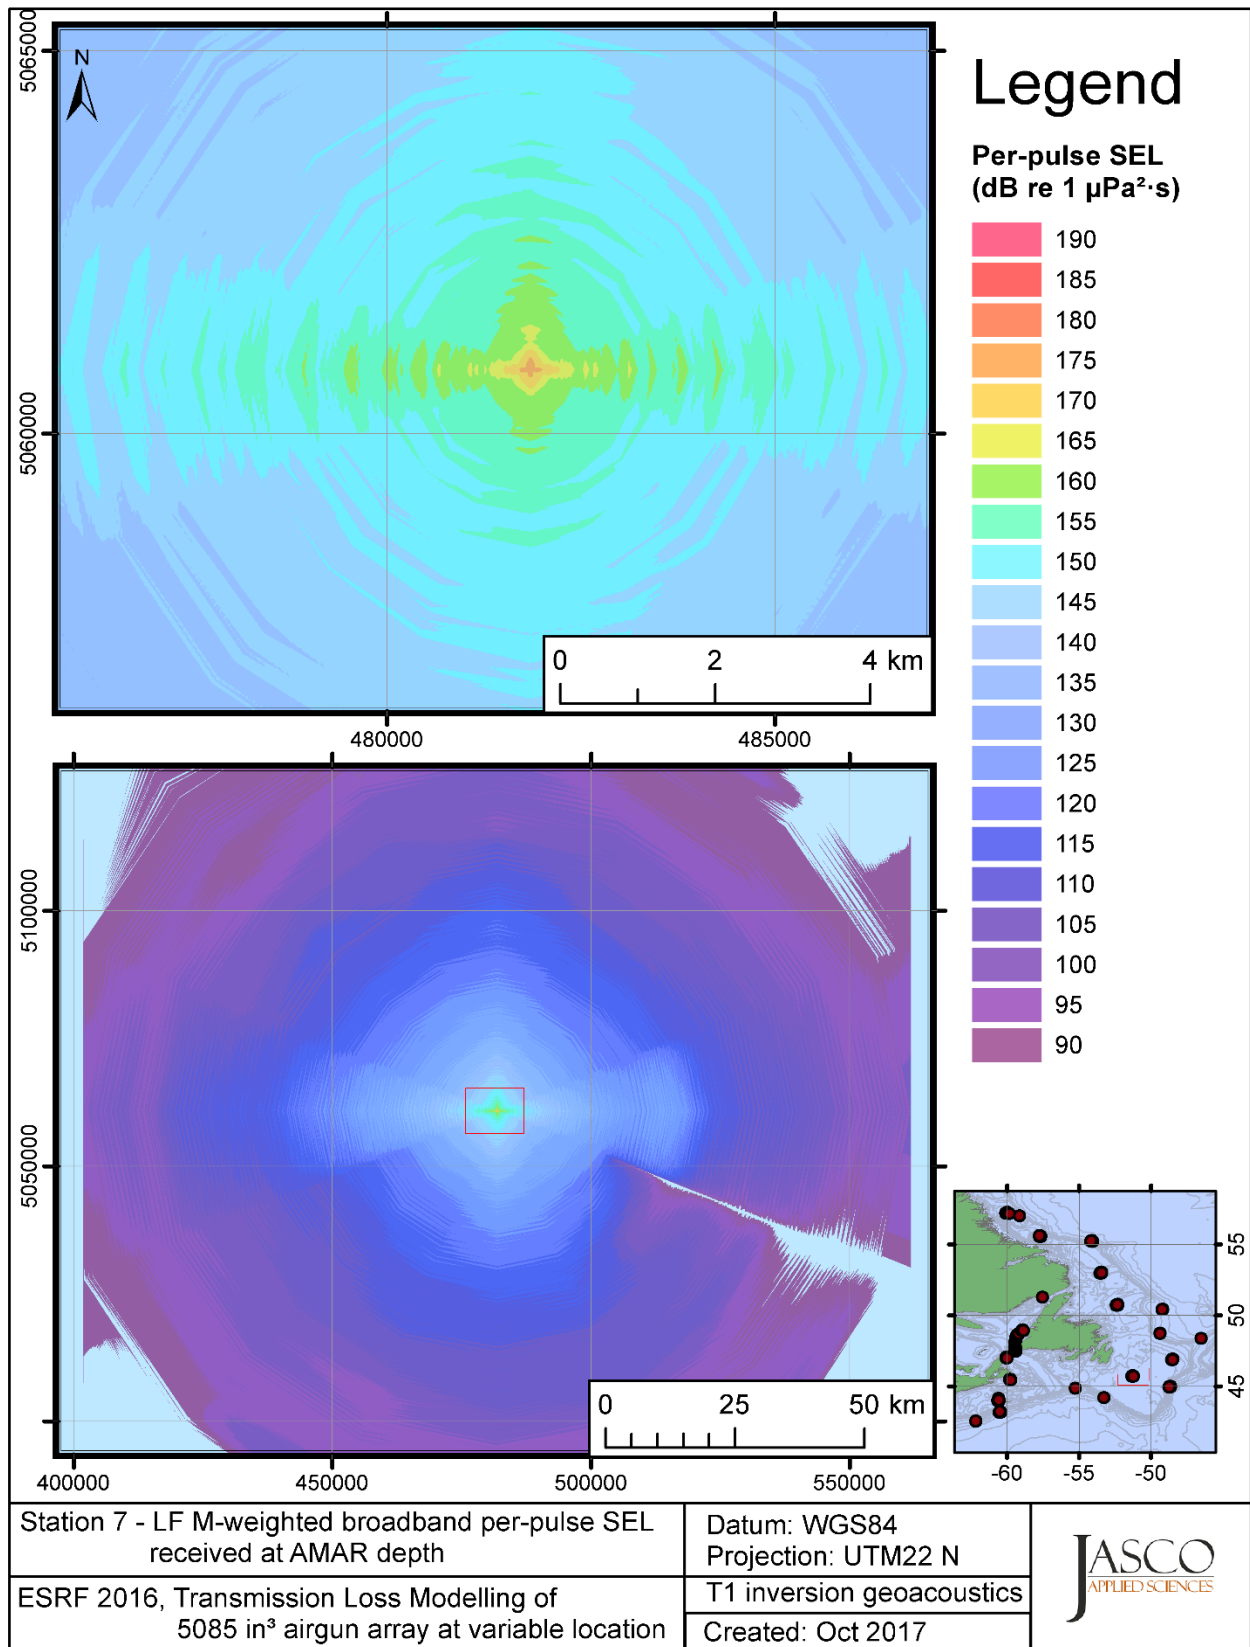 N
5065000
5060000
0 2 4 km
480000 485000
Legend
Per-pulse SEL
(dB re 1 µPa²·s)
190
185
180
175
170
165
160
155
150
145
140
135
130
125
120
115
110
105
100
95
90
5100000
5050000
0 25 50 km
400000 450000 500000 550000
55
50
45
-60 -55 -50
Station 7 - LF M-weighted broadband per-pulse SEL
received at AMAR depth
ESRF 2016, Transmission Loss Modelling of
5085 in³ airgun array at variable location
Datum: WGS84
Projection: UTM22 N
T1 inversion geoacoustics
Created: Oct 2017
JASCO
APPLIED SCIENCES